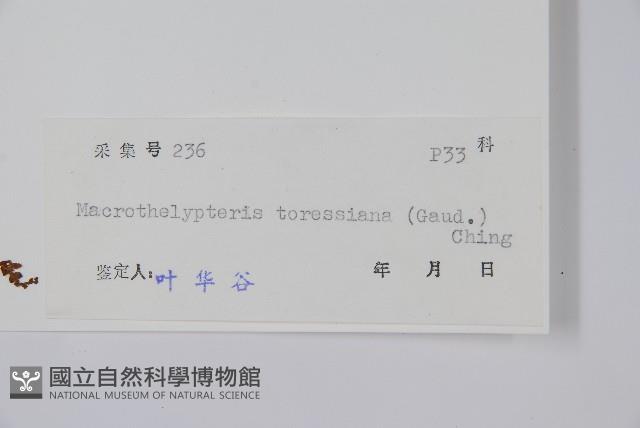 采集号 236 P33 科
Macrothelypteris toressiana (Gaud.)
Ching
鉴定人: 叶华谷 年 月 日
國立自然科學博物館
NATIONAL MUSEUM OF NATURAL SCIENCE